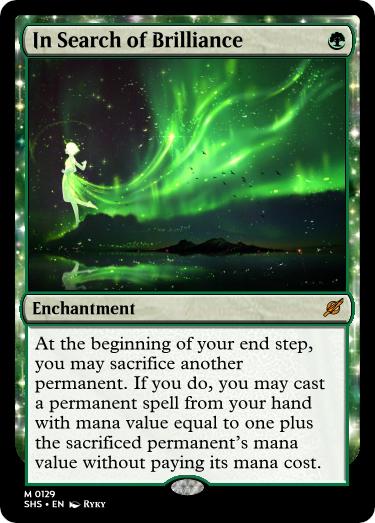 In Search of Brilliance
Enchantment
At the beginning of your end step,
you may sacrifice another
permanent. If you do, you may cast
a permanent spell from your hand
with mana value equal to one plus
the sacrificed permanent's mana
value without paying its mana cost.
M 0129
SHS • EN Ryky